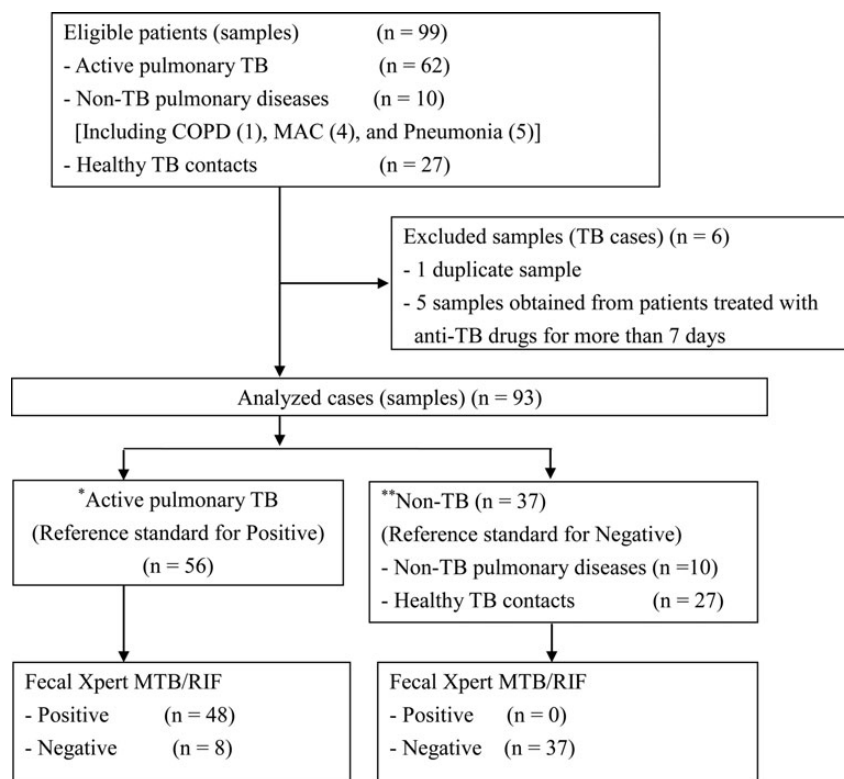 Eligible patients (samples) (n = 99)
- Active pulmonary TB (n = 62)
- Non-TB pulmonary diseases (n = 10)
[Including COPD (1), MAC (4), and Pneumonia (5)]
- Healthy TB contacts (n = 27)
Excluded samples (TB cases) (n = 6)
- 1 duplicate sample
- 5 samples obtained from patients treated with
anti-TB drugs for more than 7 days
Analyzed cases (samples) (n = 93)
*Active pulmonary TB
(Reference standard for Positive)
(n = 56)
**Non-TB (n = 37)
(Reference standard for Negative)
- Non-TB pulmonary diseases (n =10)
- Healthy TB contacts (n = 27)
Fecal Xpert MTB/RIF
- Positive (n = 48)
- Negative (n = 8)
Fecal Xpert MTB/RIF
- Positive (n = 0)
- Negative (n = 37)